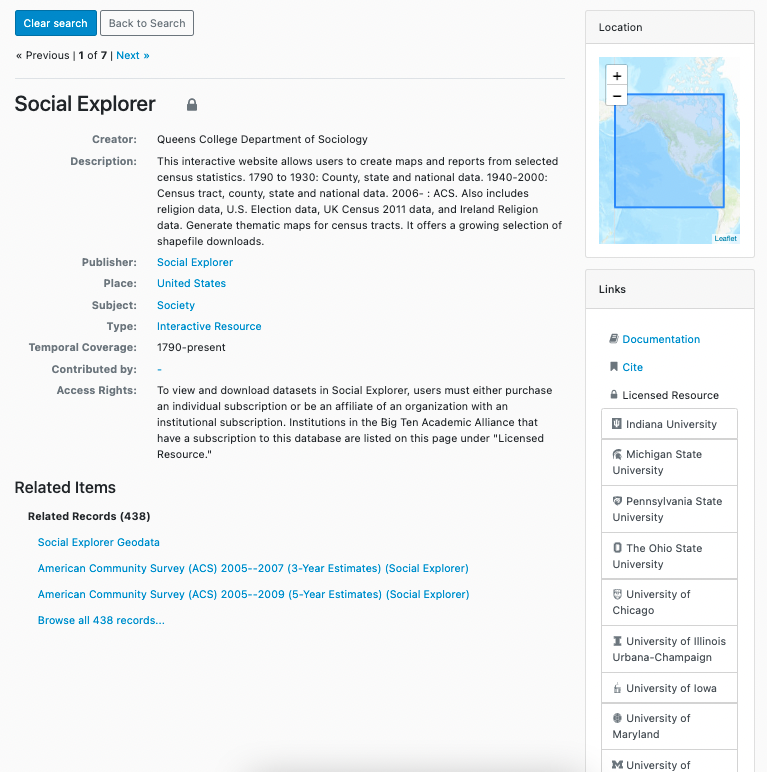 Clear search
Back to Search
« Previous | 1 of 7 | Next »
Social Explorer
Creator: Queens College Department of Sociology
Description: This interactive website allows users to create maps and reports from selected
census statistics. 1790 to 1930: County, state and national data. 1940-2000:
Census tract, county, state and national data. 2006- : ACS. Also includes
religion data, U.S. Election data, UK Census 2011 data, and Ireland Religion
data. Generate thematic maps for census tracts. It offers a growing selection of
shapefile downloads.
Publisher: Social Explorer
Place: United States
Subject: Society
Type: Interactive Resource
Temporal Coverage: 1790-present
Contributed by: -
Access Rights: To view and download datasets in Social Explorer, users must either purchase
an individual subscription or be an affiliate of an organization with an
institutional subscription. Institutions in the Big Ten Academic Alliance that
have a subscription to this database are listed on this page under "Licensed
Resource."
Related Items
Related Records (438)
Social Explorer Geodata
American Community Survey (ACS) 2005--2007 (3-Year Estimates) (Social Explorer)
American Community Survey (ACS) 2005--2009 (5-Year Estimates) (Social Explorer)
Browse all 438 records...
Location
+
−
Leaflet
Links
Documentation
Cite
Licensed Resource
Indiana University
Michigan State
University
Pennsylvania State
University
The Ohio State
University
University of
Chicago
University of Illinois
Urbana-Champaign
University of Iowa
University of
Maryland
University of